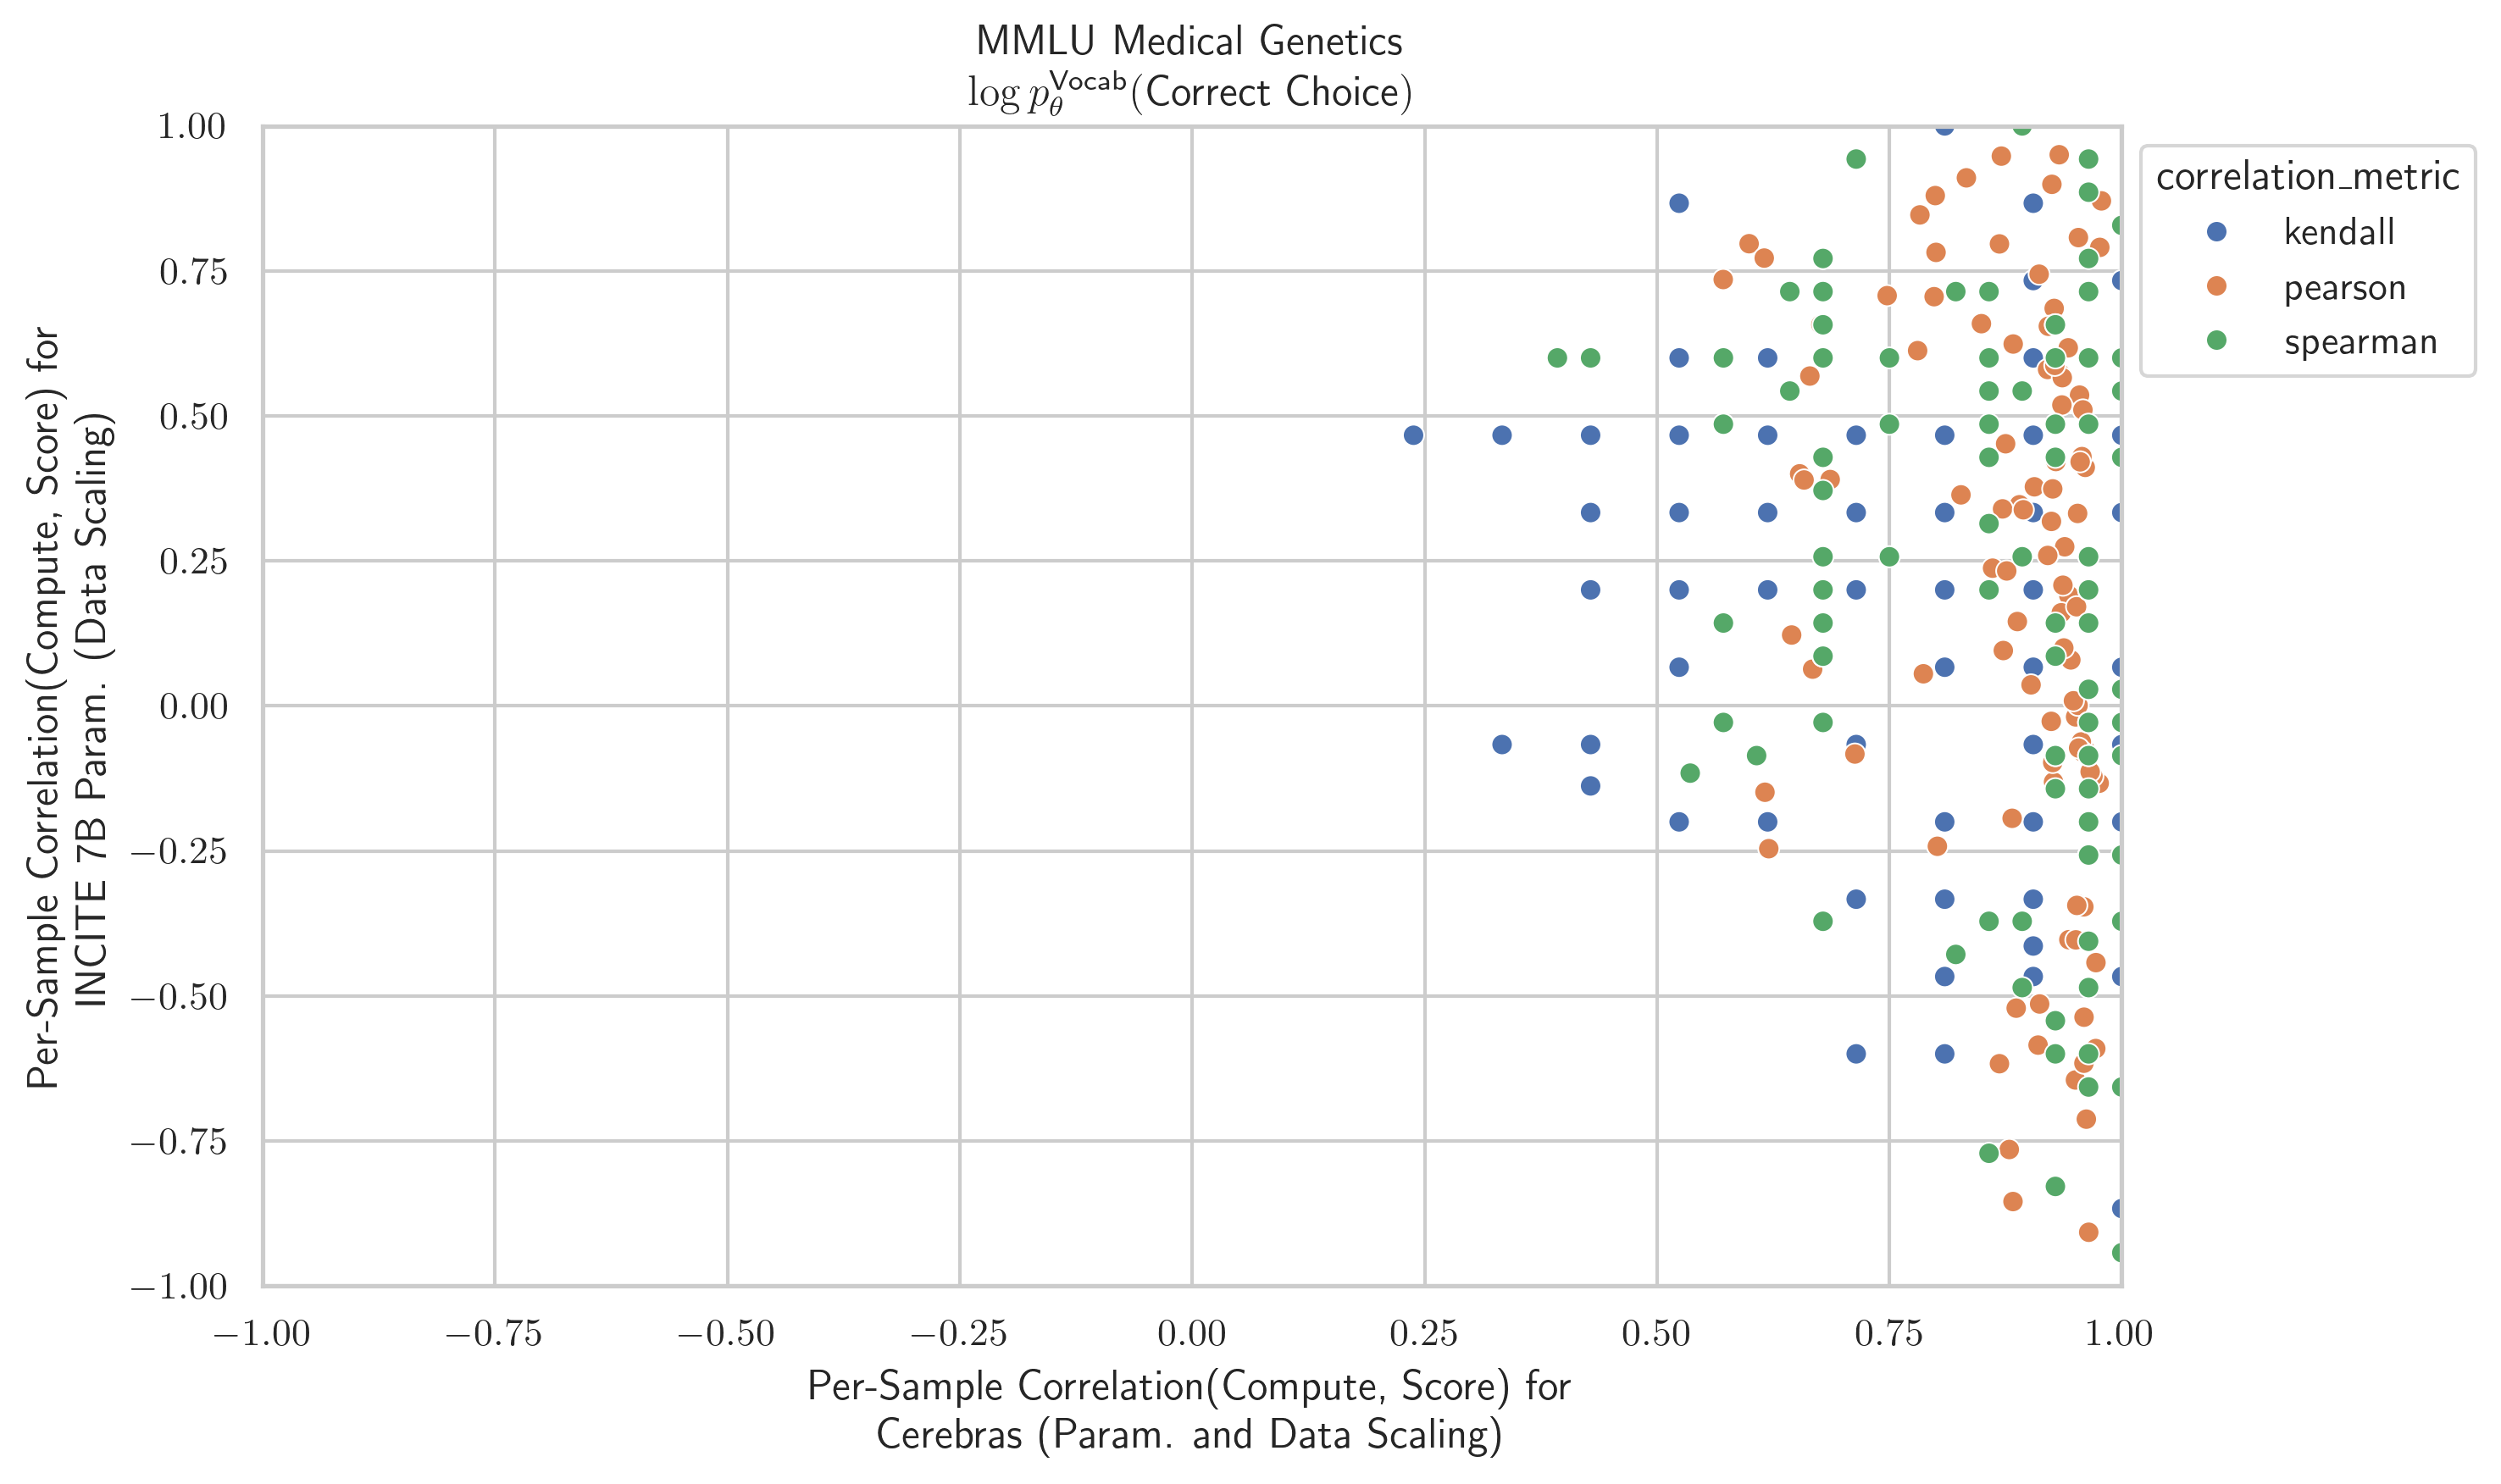 MMLU Medical Genetics
log p_θ^Vocab(Correct Choice)
Per-Sample Correlation(Compute, Score) for
INCITE 7B Param. (Data Scaling)
1.00
0.75
0.50
0.25
0.00
−0.25
−0.50
−0.75
−1.00
−1.00
−0.75
−0.50
−0.25
0.00
0.25
0.50
0.75
1.00
Per-Sample Correlation(Compute, Score) for
Cerebras (Param. and Data Scaling)
correlation_metric
kendall
pearson
spearman